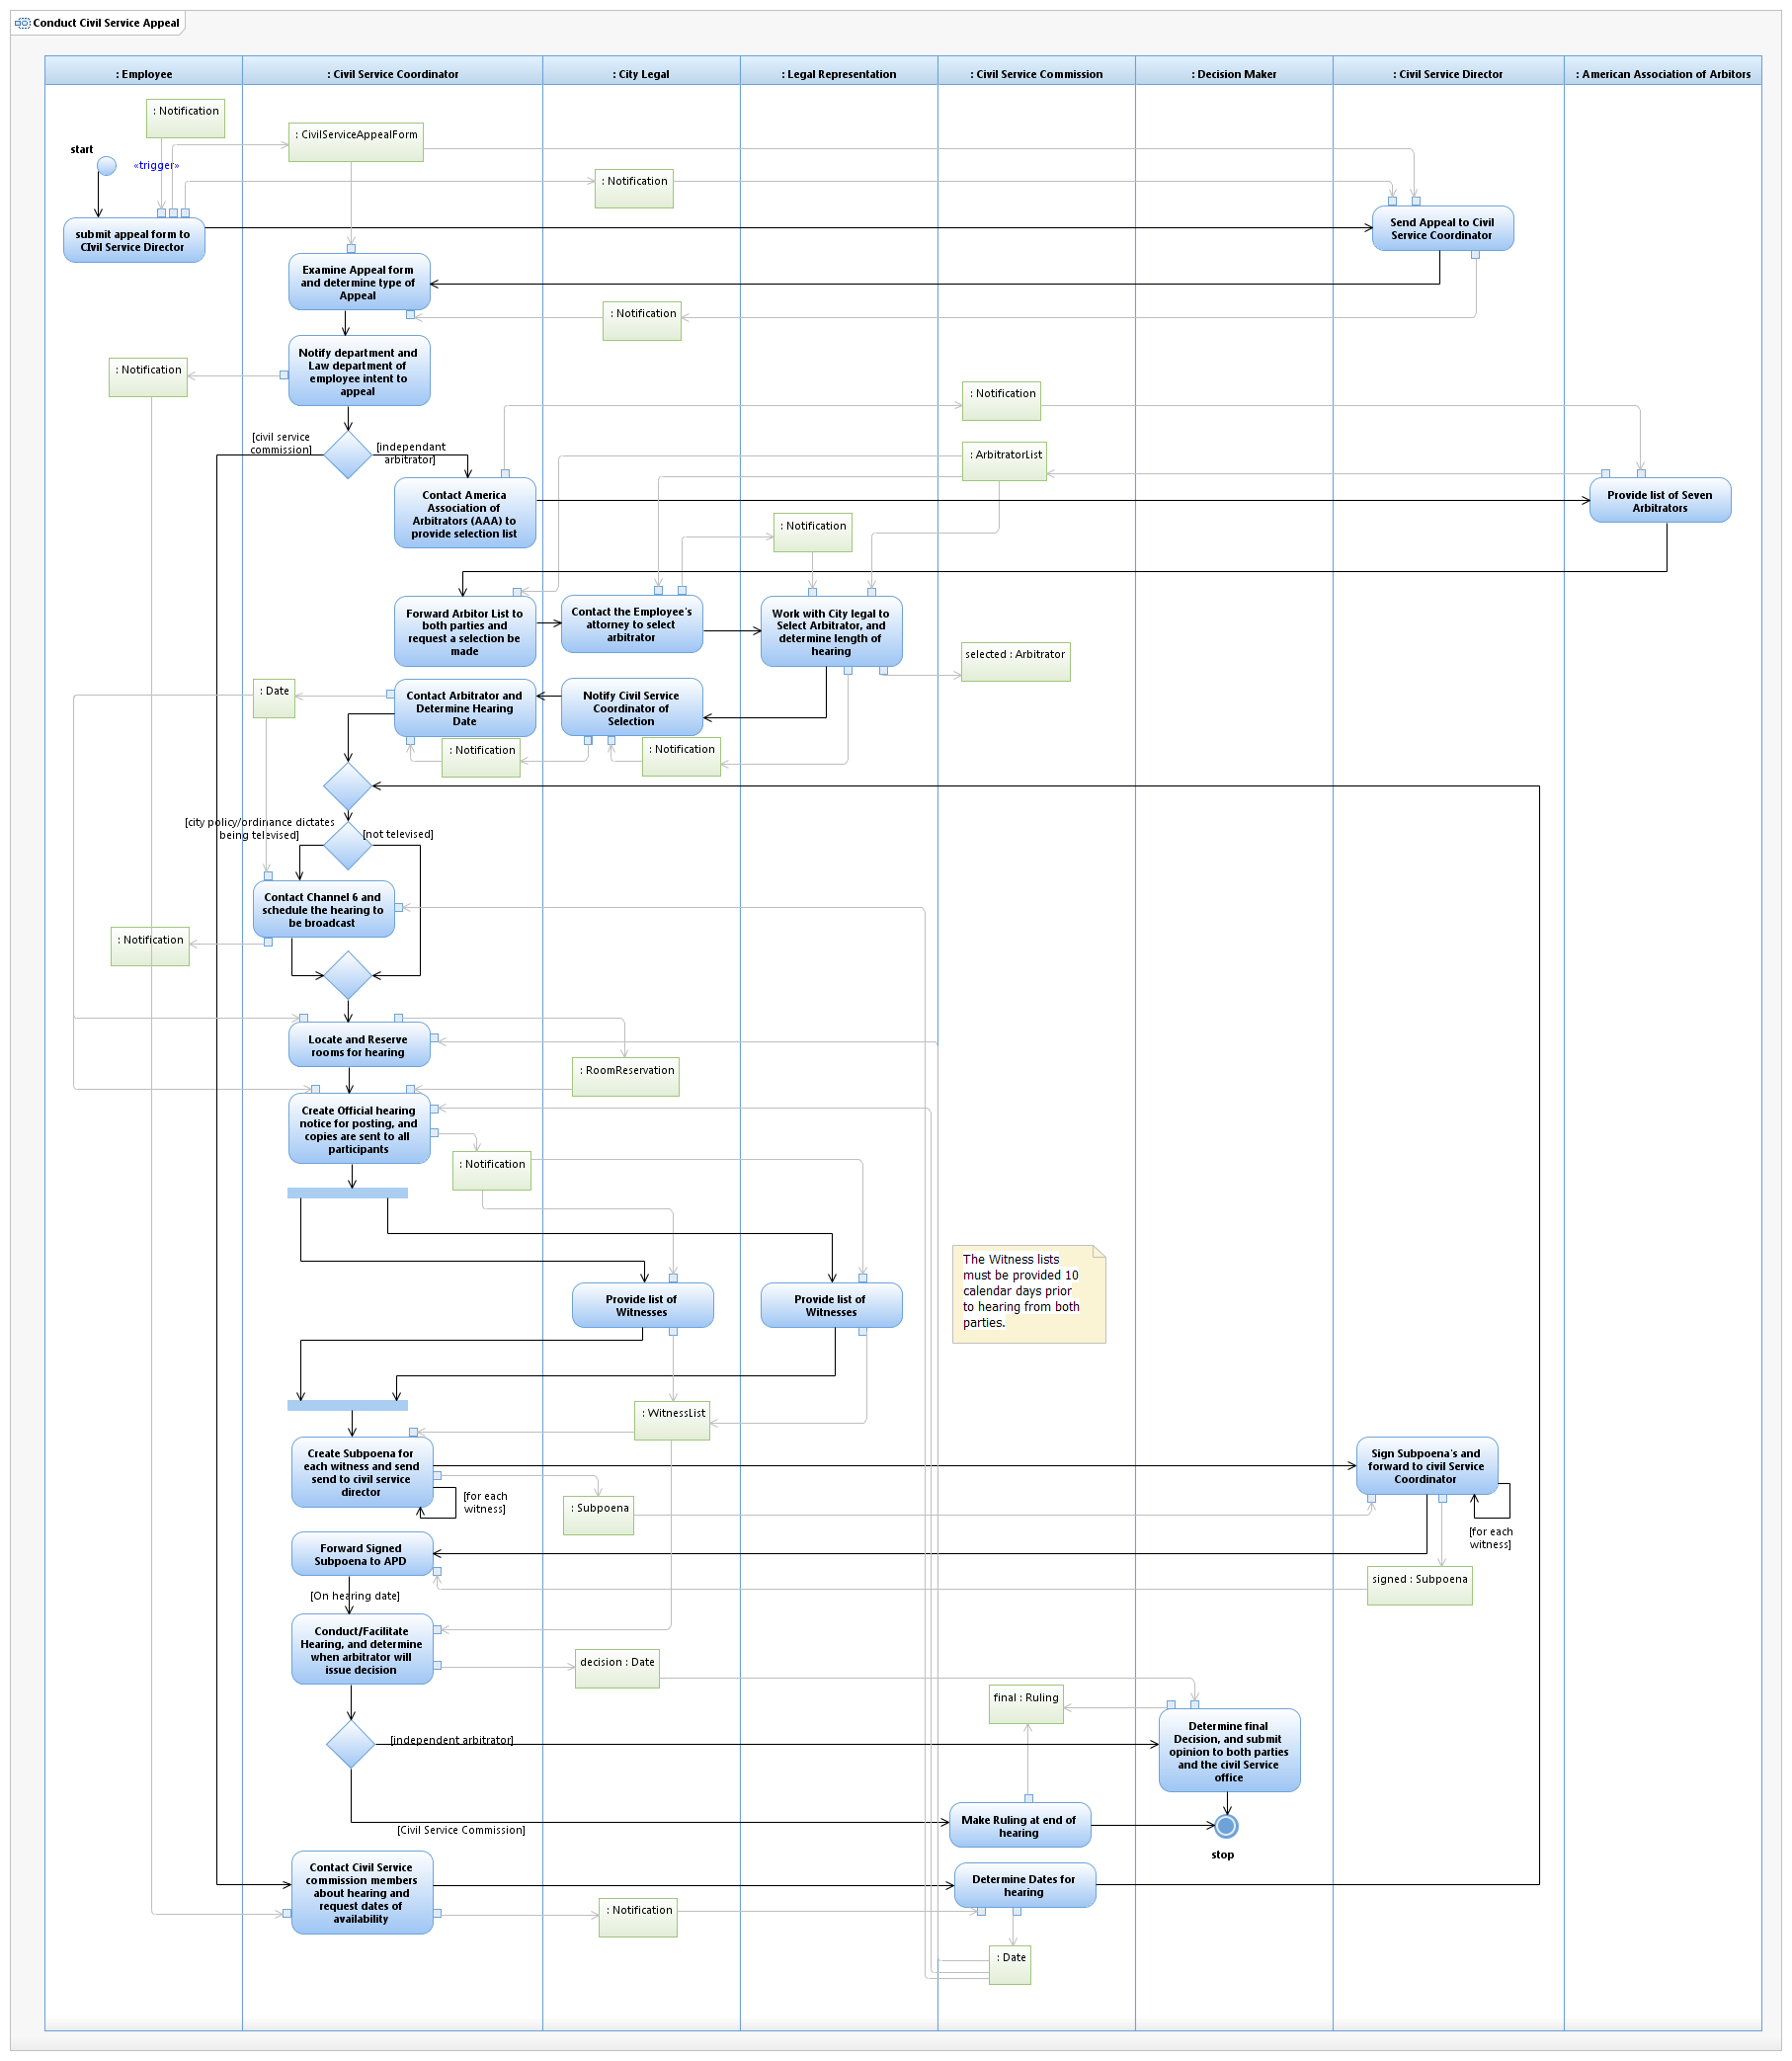 Conduct Civil Service Appeal
: Employee
: Civil Service Coordinator
: City Legal
: Legal Representation
: Civil Service Commission
: Decision Maker
: Civil Service Director
: American Association of Arbitors
: Notification
: CivilServiceAppealForm
start
«trigger»
: Notification
submit appeal form to
CIvil Service Director
Send Appeal to Civil
Service Coordinator
Examine Appeal form
and determine type of
Appeal
: Notification
Notify department and
Law department of
employee intent to
appeal
: Notification
: Notification
[civil service
commission]
[independant
arbitrator]
: ArbitratorList
Contact America
Association of
Arbitrators (AAA) to
provide selection list
Provide list of Seven
Arbitrators
: Notification
Forward Arbitor List to
both parties and
request a selection be
made
Contact the Employee's
attorney to select
arbitrator
Work with City legal to
Select Arbitrator, and
determine length of
hearing
selected : Arbitrator
: Date
Contact Arbitrator and
Determine Hearing
Date
Notify Civil Service
Coordinator of
Selection
: Notification
: Notification
[city policy/ordinance dictates
being televised]
[not televised]
Contact Channel 6 and
schedule the hearing to
be broadcast
: Notification
Locate and Reserve
rooms for hearing
: RoomReservation
Create Official hearing
notice for posting, and
copies are sent to all
participants
: Notification
The Witness lists
must be provided 10
calendar days prior
to hearing from both
parties.
Provide list of
Witnesses
Provide list of
Witnesses
: WitnessList
Create Subpoena for
each witness and send
send to civil service
director
[for each
witness]
: Subpoena
Sign Subpoena's and
forward to civil Service
Coordinator
[for each
witness]
Forward Signed
Subpoena to APD
signed : Subpoena
[On hearing date]
Conduct/Facilitate
Hearing, and determine
when arbitrator will
issue decision
decision : Date
final : Ruling
[independent arbitrator]
Determine final
Decision, and submit
opinion to both parties
and the civil Service
office
[Civil Service Commission]
Make Ruling at end of
hearing
stop
Contact Civil Service
commission members
about hearing and
request dates of
availability
Determine Dates for
hearing
: Notification
: Date